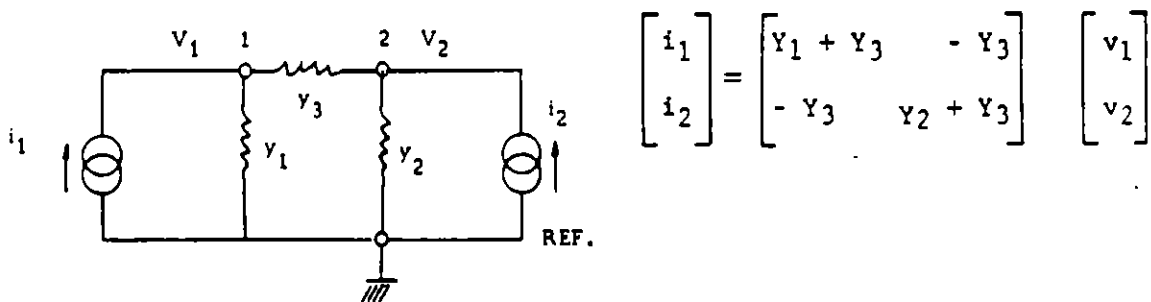 V1 1 2 V2
y3
i1
y1
y2
i2
REF.
[i1] = [Y1 + Y3 - Y3] [v1]
[i2] [- Y3 Y2 + Y3] [v2]